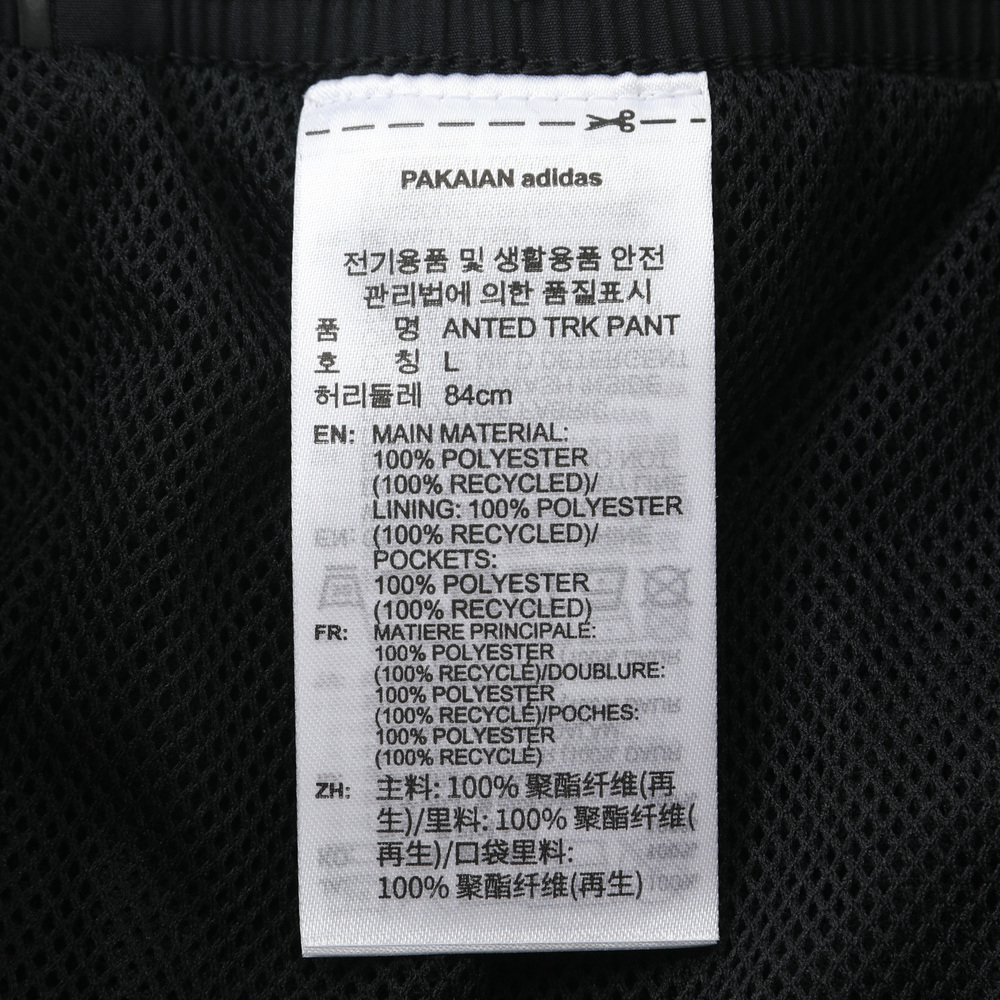 PAKAIAN adidas
전기용품 및 생활용품 안전
관리법에 의한 품질표시
품 명 ANTED TRK PANT
호 칭 L
허리둘레 84cm
EN: MAIN MATERIAL:
100% POLYESTER
(100% RECYCLED)/
LINING: 100% POLYESTER
(100% RECYCLED)/
POCKETS:
100% POLYESTER
(100% RECYCLED)
FR: MATIERE PRINCIPALE:
100% POLYESTER
(100% RECYCLÉ)/DOUBLURE:
100% POLYESTER
(100% RECYCLÉ)/POCHES:
100% POLYESTER
(100% RECYCLÉ)
ZH: 主料: 100% 聚酯纤维(再
生)/里料: 100% 聚酯纤维(
再生)/口袋里料:
100% 聚酯纤维(再生)